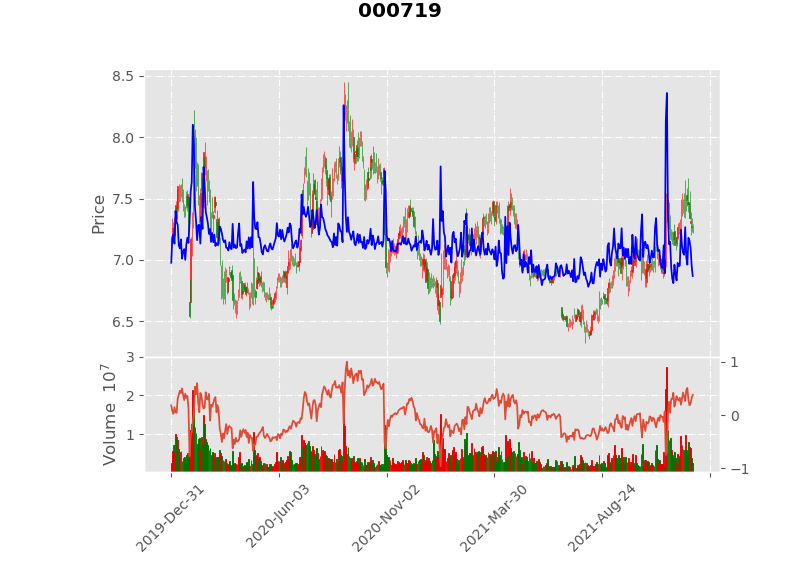 000719
8.5
8.0
7.5
7.0
6.5
Price
3
2
1
Volume 10^7
1
0
−1
2019-Dec-31
2020-Jun-03
2020-Nov-02
2021-Mar-30
2021-Aug-24